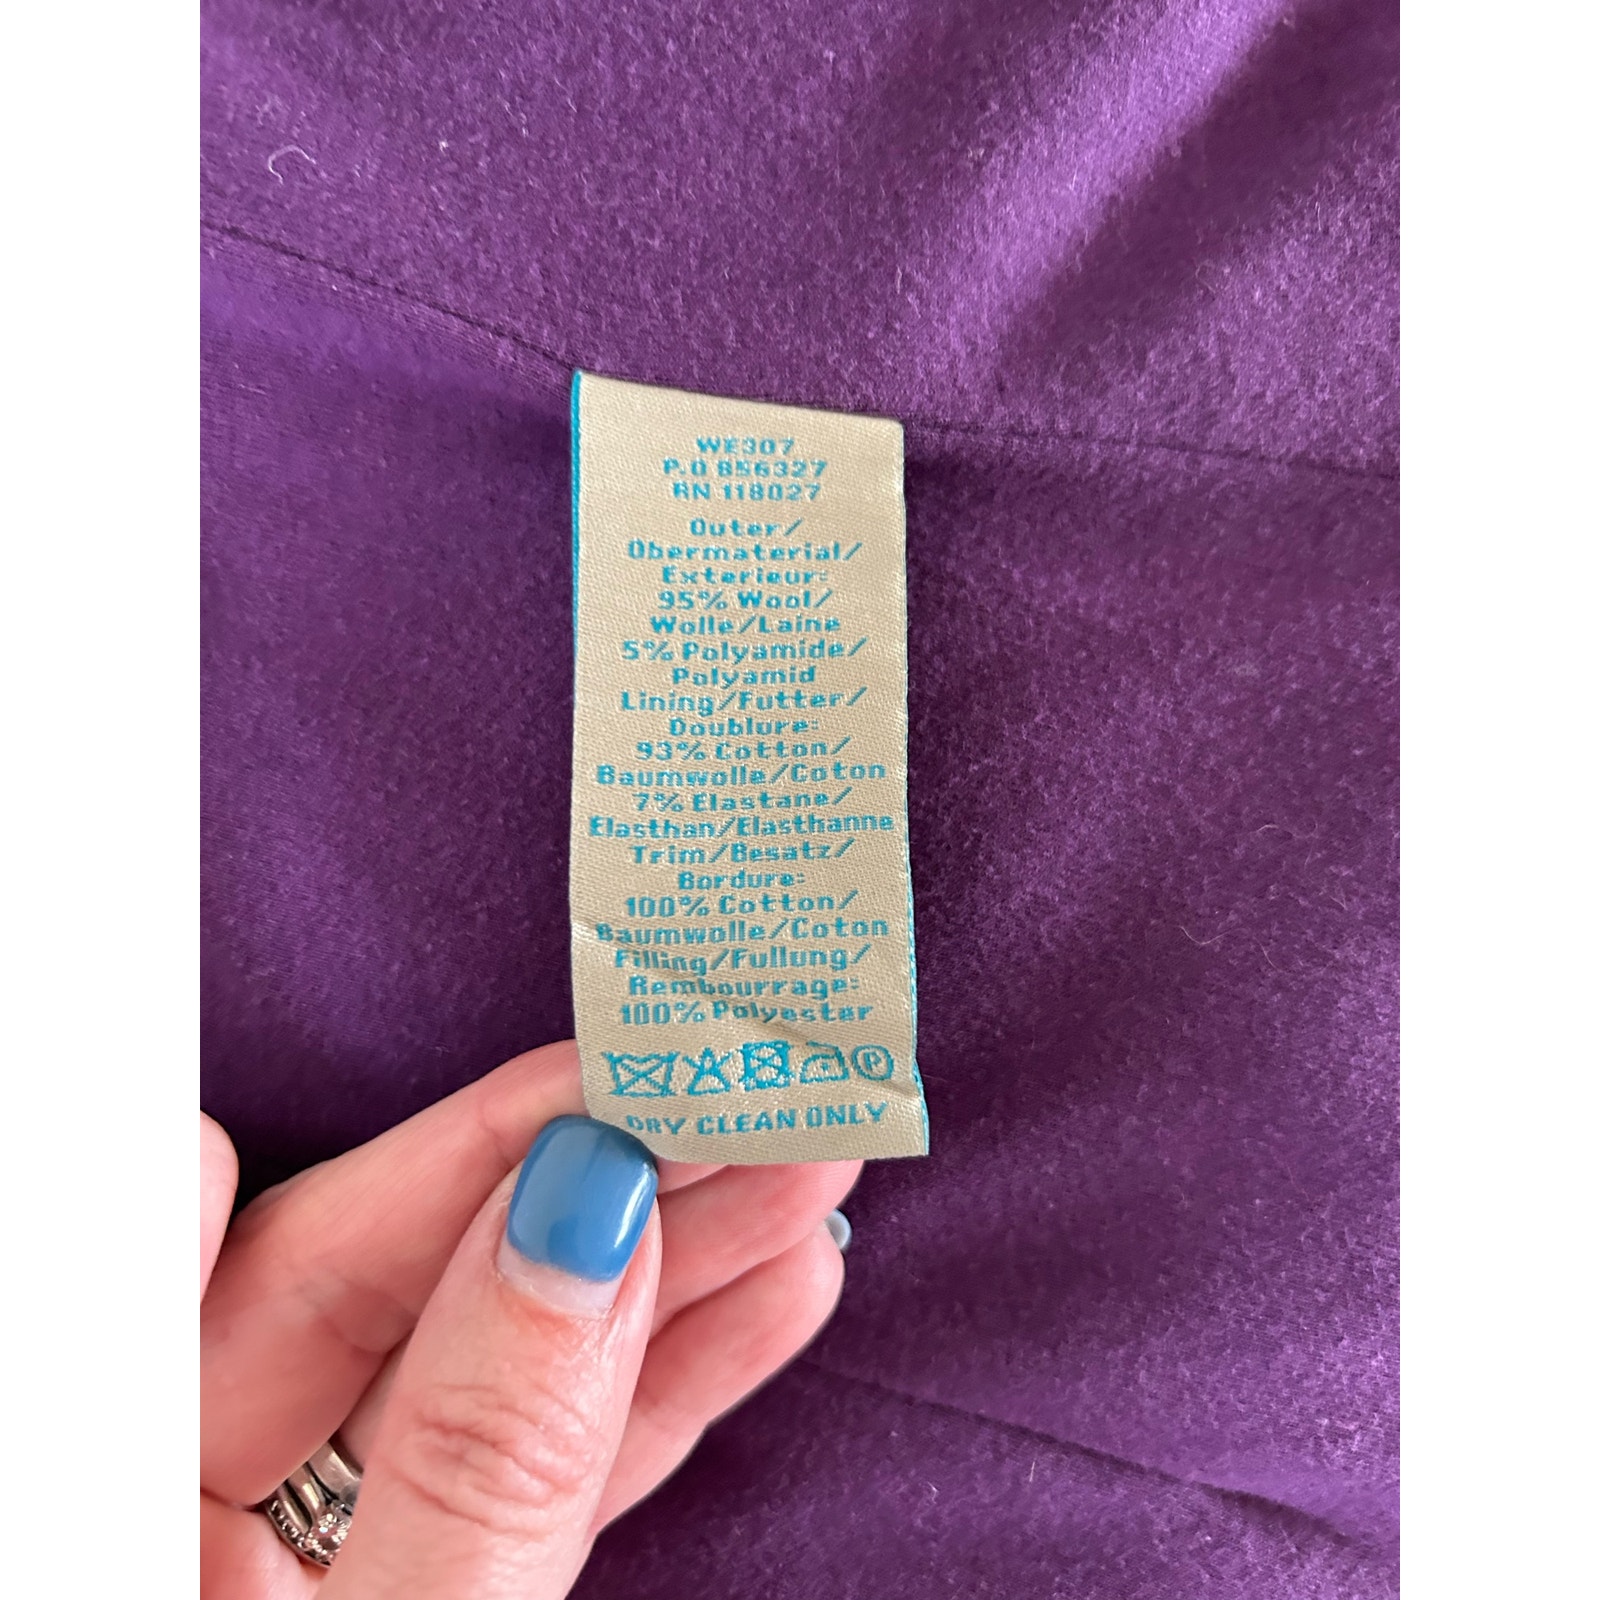 WE307
P.O 856327
RN 118027
Outer/
Obermaterial/
Exterieur:
95% Wool/
Wolle/Laine
5% Polyamide/
Polyamid
Lining/Futter/
Doublure:
93% Cotton/
Baumwolle/Coton
7% Elastane/
Elasthan/Elasthanne
Trim/Besatz/
Bordure:
100% Cotton/
Baumwolle/Coton
Filling/Fullung/
Rembourrage:
100% Polyester
P
DRY CLEAN ONLY